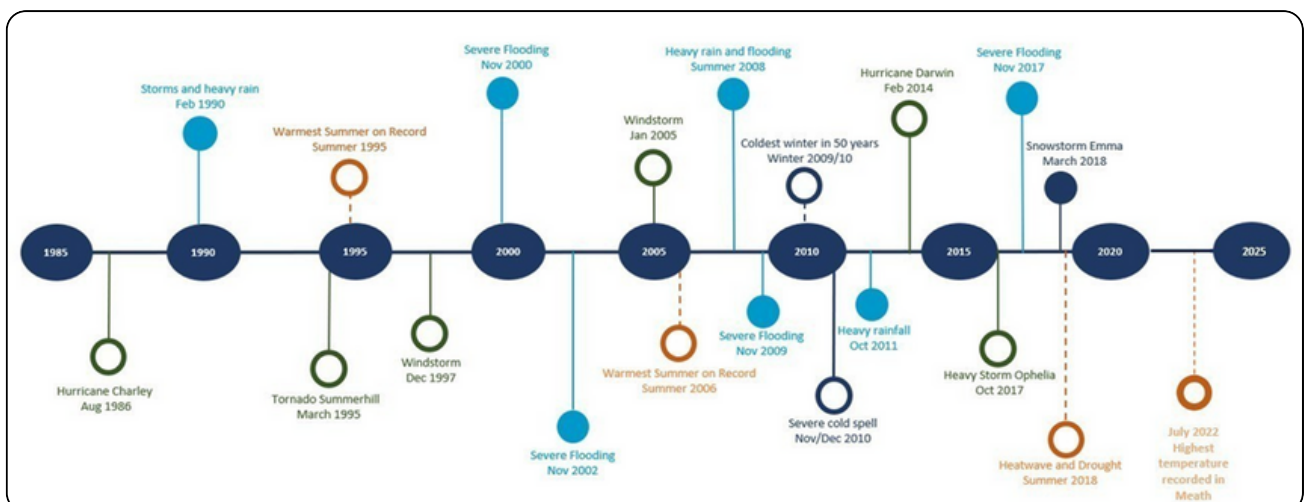 Severe Flooding
Nov 2000
Heavy rain and flooding
Summer 2008
Severe Flooding
Nov 2017
Hurricane Darwin
Feb 2014
Storms and heavy rain
Feb 1990
Windstorm
Jan 2005
Warmest Summer on Record
Summer 1995
Coldest winter in 50 years
Winter 2009/10
Snowstorm Emma
March 2018
1985
1990
1995
2000
2005
2010
2015
2020
2025
Hurricane Charley
Aug 1986
Tornado Summerhill
March 1995
Windstorm
Dec 1997
Severe Flooding
Nov 2002
Warmest Summer on Record
Summer 2006
Severe Flooding
Nov 2009
Severe cold spell
Nov/Dec 2010
Heavy rainfall
Oct 2011
Heavy Storm Ophelia
Oct 2017
Heatwave and Drought
Summer 2018
July 2022
Highest
temperature
recorded in
Meath